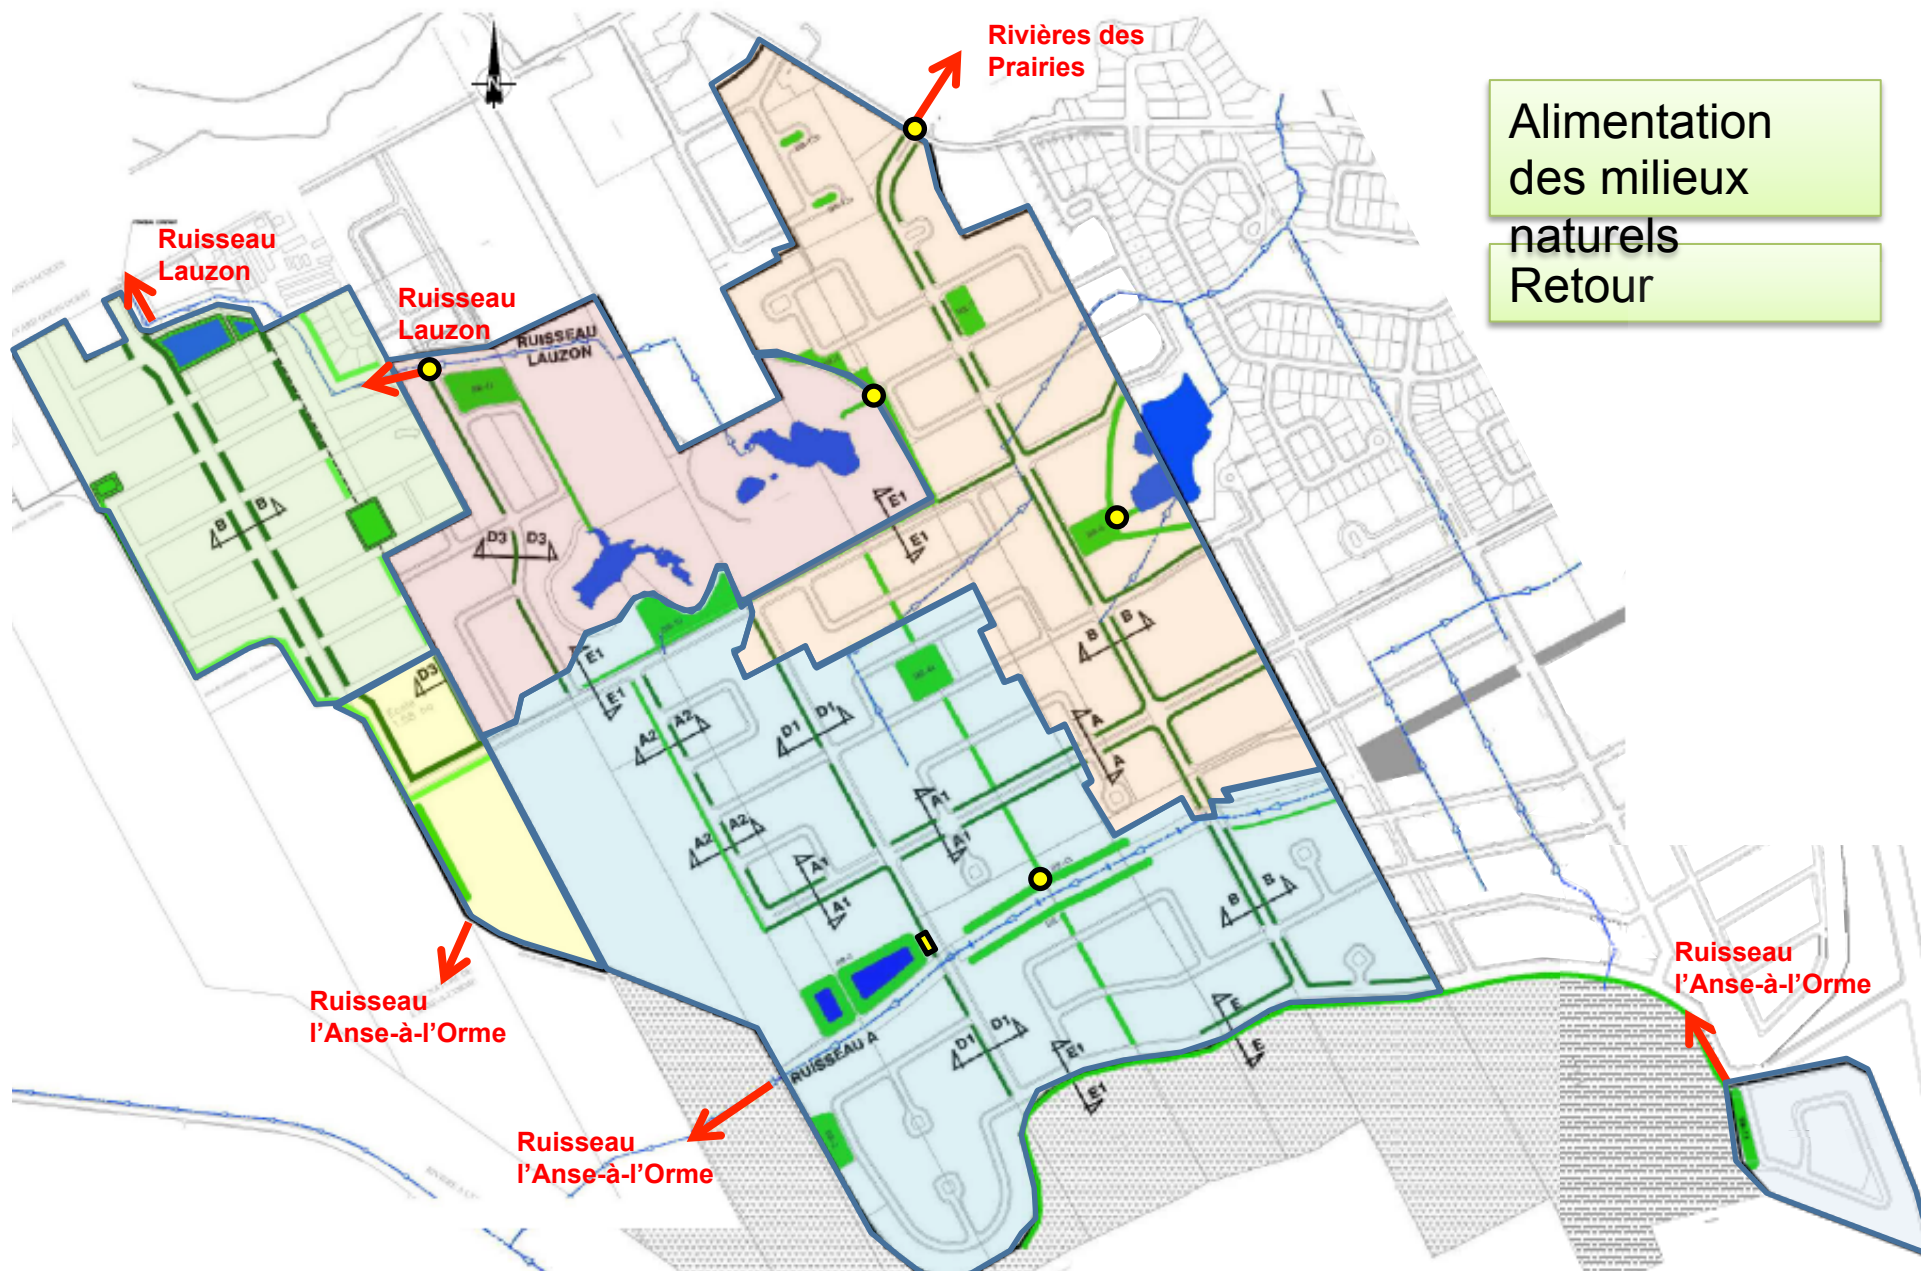 Rivières des
Prairies
Alimentation
des milieux
naturels
Retour
N
Ruisseau
Lauzon
Ruisseau
Lauzon
RUISSEAU
LAUZON
E1
E1
B
B
D3
D3
E1
E1
B
B
D3
A2
A2
D1
D1
A
A
A2
A2
A1
A1
A1
A1
B
B
Ruisseau
l’Anse-à-l’Orme
Ruisseau
l’Anse-à-l’Orme
RUISSEAU A
D1
D1
E
E
E1
E1
Ruisseau
l’Anse-à-l’Orme